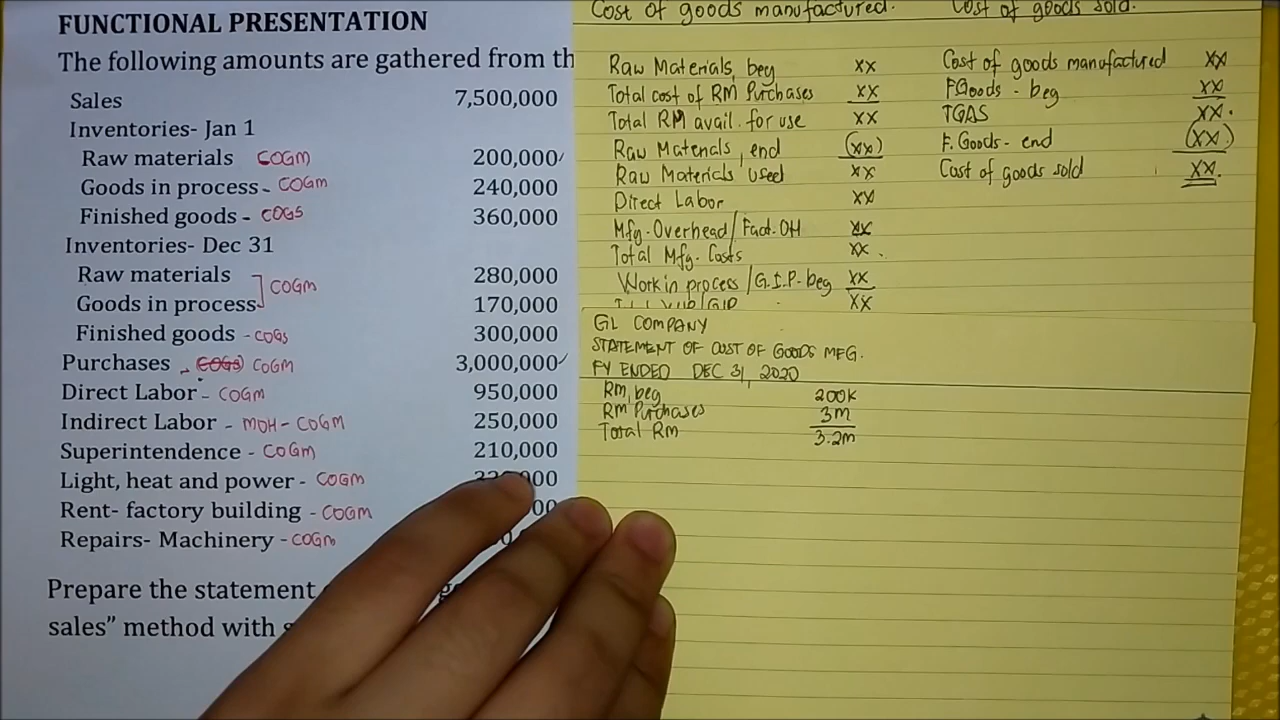 FUNCTIONAL PRESENTATION
The following amounts are gathered from th
Sales 7,500,000
Inventories- Jan 1
Raw materials COGM 200,000
Goods in process - COGM 240,000
Finished goods - COGS 360,000
Inventories- Dec 31
Raw materials 280,000
COGM
Goods in process 170,000
Finished goods - COGS 300,000
Purchases - COGS COGM 3,000,000
Direct Labor - COGM 950,000
Indirect Labor - MOH - COGM 250,000
Superintendence - COGM 210,000
Light, heat and power - COGM
Rent- factory building - COGM
Repairs- Machinery - COGM
Prepare the statement
sales” method with
Cost of goods manufactured. Cost of goods sold.
Raw Materials, beg xx
Total cost of RM Purchases xx
Total RM avail. for use xx
Raw Materials, end (xx)
Raw Materials used xx
Direct Labor xx
Mfg. Overhead / Fact. OH xx
Total Mfg. Costs xx
Work in process / G.I.P - beg xx
xx
Cost of goods manufactured xx
F.Goods - beg xx
TGAS xx.
F. Goods - end (xx.)
Cost of goods sold xx.
GL COMPANY
STATEMENT OF COST OF GOODS MFG.
FY ENDED DEC 31, 2020
Rm, beg 200K
RM Purchases 3m
Total Rm 3.2m